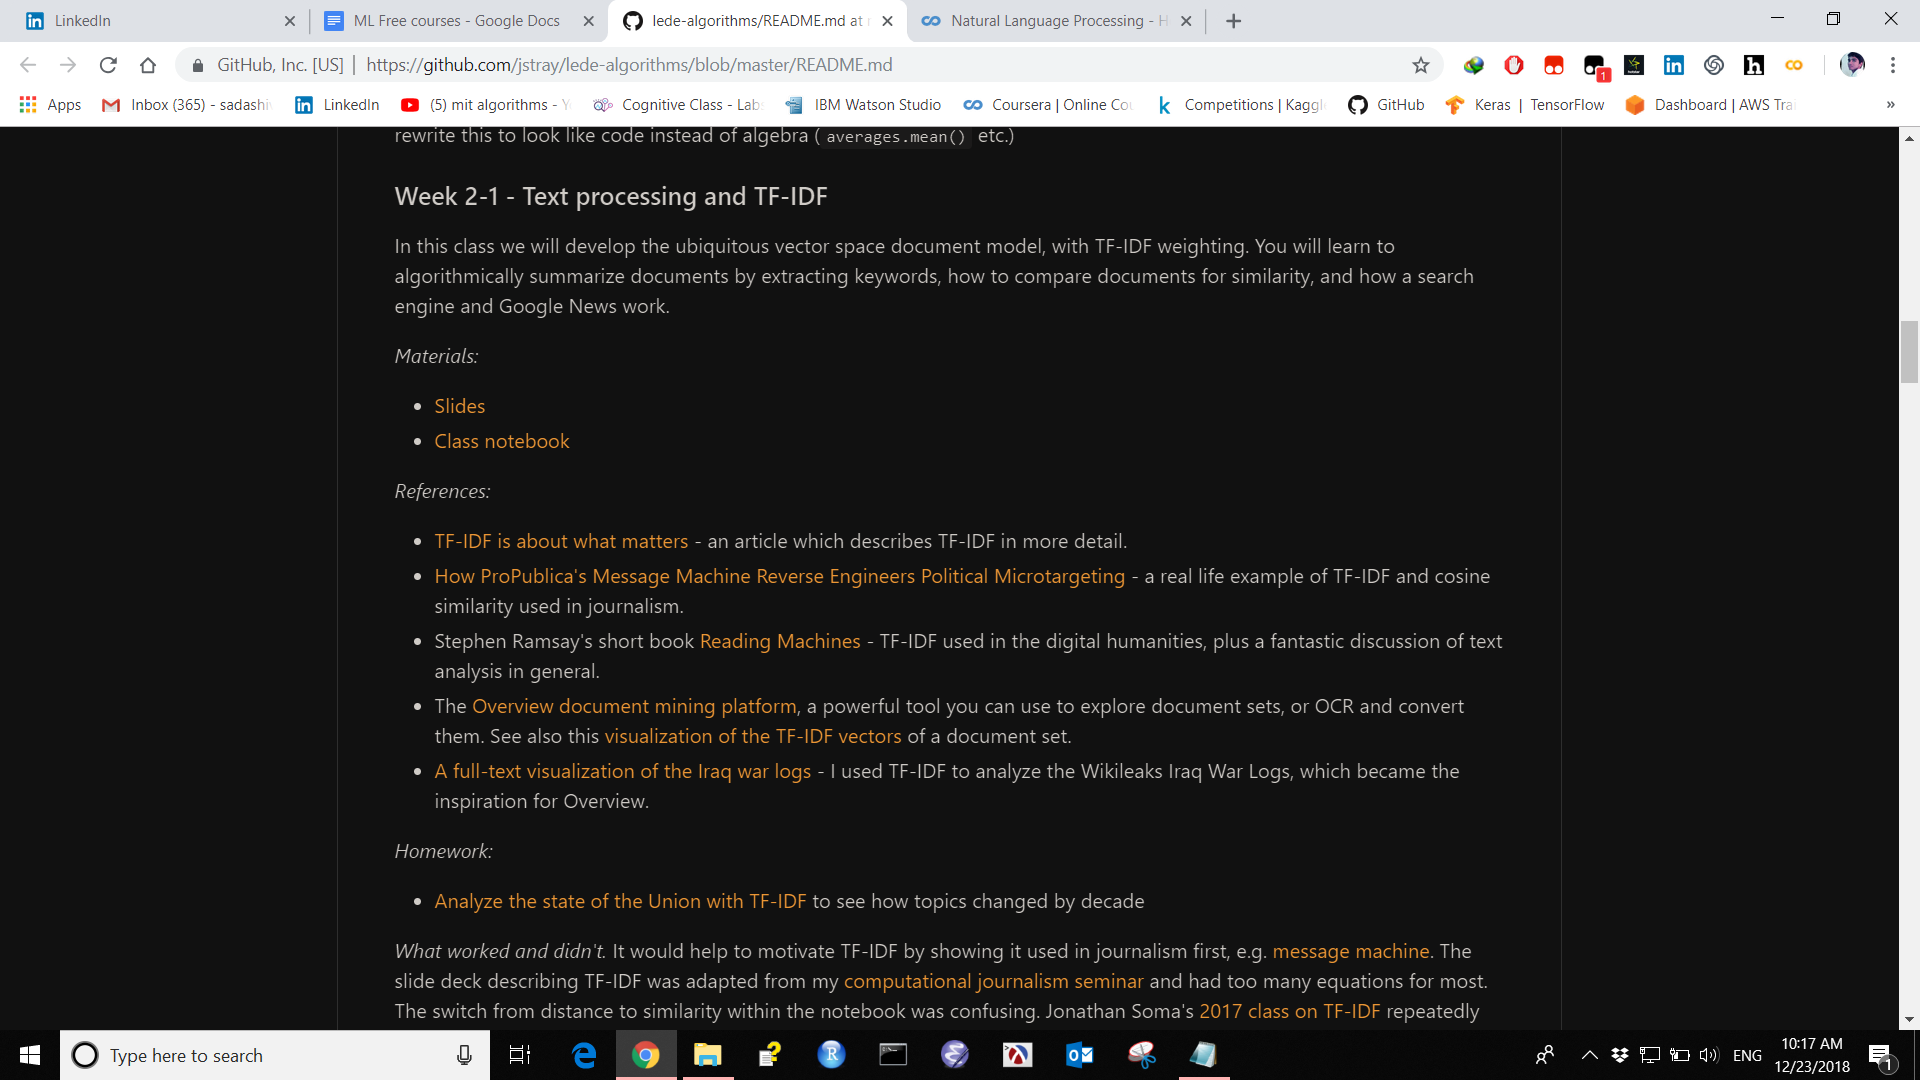 LinkedIn
ML Free courses - Google Docs
lede-algorithms/README.md at
Natural Language Processing - H
GitHub, Inc. [US] | https://github.com/jstray/lede-algorithms/blob/master/README.md
Apps
Inbox (365) - sadashi
LinkedIn
(5) mit algorithms -
Cognitive Class - Lab
IBM Watson Studio
Coursera | Online Co
Competitions | Kaggl
GitHub
Keras | TensorFlow
Dashboard | AWS Tra
»
rewrite this to look like code instead of algebra ( averages.mean() etc.)
Week 2-1 - Text processing and TF-IDF
In this class we will develop the ubiquitous vector space document model, with TF-IDF weighting. You will learn to
algorithmically summarize documents by extracting keywords, how to compare documents for similarity, and how a search
engine and Google News work.
Materials:
• Slides
• Class notebook
References:
• TF-IDF is about what matters - an article which describes TF-IDF in more detail.
• How ProPublica's Message Machine Reverse Engineers Political Microtargeting - a real life example of TF-IDF and cosine
similarity used in journalism.
• Stephen Ramsay's short book Reading Machines - TF-IDF used in the digital humanities, plus a fantastic discussion of text
analysis in general.
• The Overview document mining platform, a powerful tool you can use to explore document sets, or OCR and convert
them. See also this visualization of the TF-IDF vectors of a document set.
• A full-text visualization of the Iraq war logs - I used TF-IDF to analyze the Wikileaks Iraq War Logs, which became the
inspiration for Overview.
Homework:
• Analyze the state of the Union with TF-IDF to see how topics changed by decade
What worked and didn't. It would help to motivate TF-IDF by showing it used in journalism first, e.g. message machine. The
slide deck describing TF-IDF was adapted from my computational journalism seminar and had too many equations for most.
The switch from distance to similarity within the notebook was confusing. Jonathan Soma's 2017 class on TF-IDF repeatedly
Type here to search
ENG
10:17 AM
12/23/2018
1